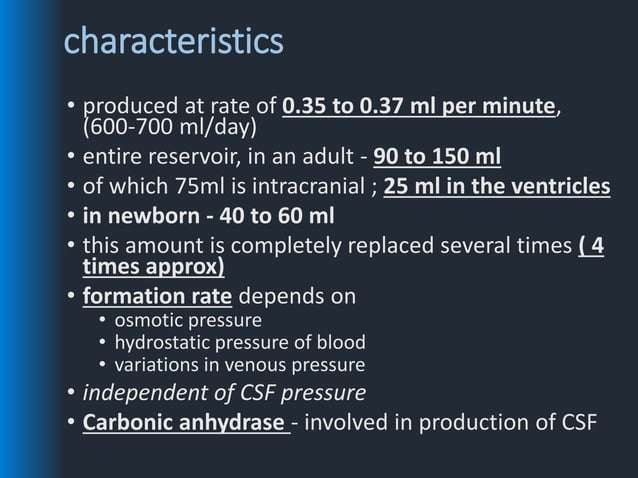 characteristics
• produced at rate of 0.35 to 0.37 ml per minute,
(600-700 ml/day)
• entire reservoir, in an adult - 90 to 150 ml
• of which 75ml is intracranial ; 25 ml in the ventricles
• in newborn - 40 to 60 ml
• this amount is completely replaced several times ( 4
times approx)
• formation rate depends on
• osmotic pressure
• hydrostatic pressure of blood
• variations in venous pressure
• independent of CSF pressure
• Carbonic anhydrase - involved in production of CSF